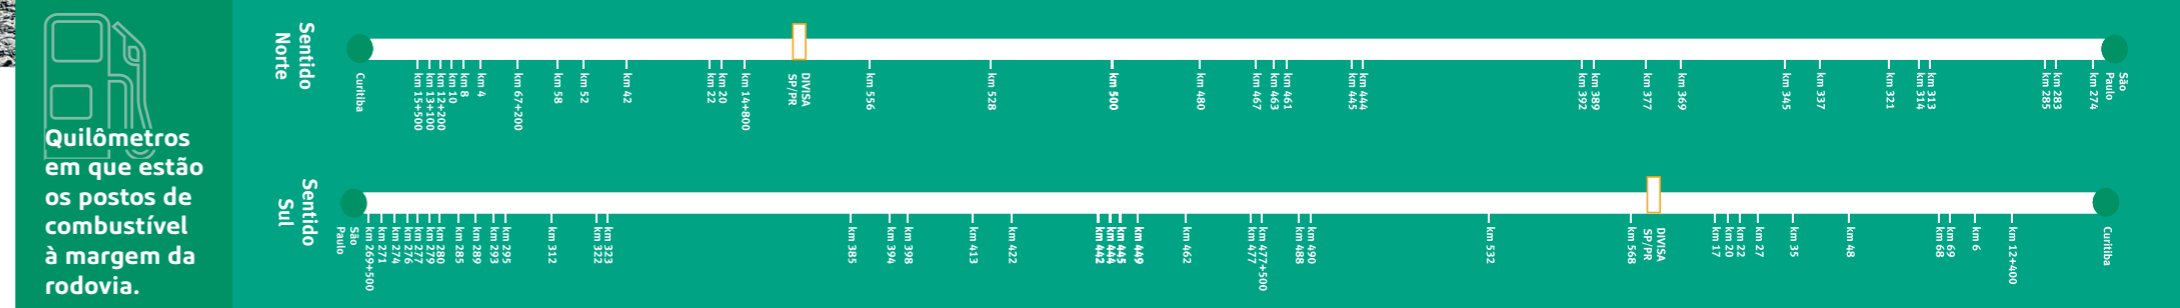 Quilômetros
em que estão
os postos de
combustível
à margem da
rodovia.
Sentido
Norte
Curitiba
km 15+500
km 13+100
km 12+200
km 10
km 8
km 4
km 67+200
km 58
km 52
km 42
km 22
km 20
km 14+800
DIVISA
SP/PR
km 556
km 528
km 500
km 480
km 467
km 463
km 461
km 445
km 444
km 392
km 389
km 377
km 369
km 345
km 337
km 321
km 314
km 313
km 285
km 283
km 274
São
Paulo
Sentido
Sul
São
Paulo
km 269+500
km 271
km 274
km 276
km 277
km 279
km 280
km 285
km 289
km 293
km 295
km 312
km 322
km 323
km 385
km 394
km 398
km 413
km 422
km 442
km 444
km 445
km 449
km 462
km 477
km 477+500
km 488
km 490
km 532
km 568
DIVISA
SP/PR
km 17
km 20
km 22
km 27
km 35
km 48
km 68
km 69
km 6
km 12+400
Curitiba